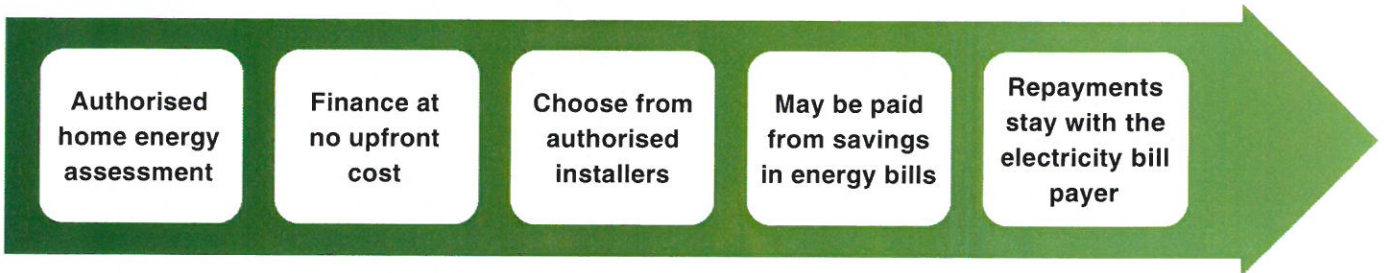 Authorised
home energy
assessment
Finance at
no upfront
cost
Choose from
authorised
installers
May be paid
from savings
in energy bills
Repayments
stay with the
electricity bill
payer